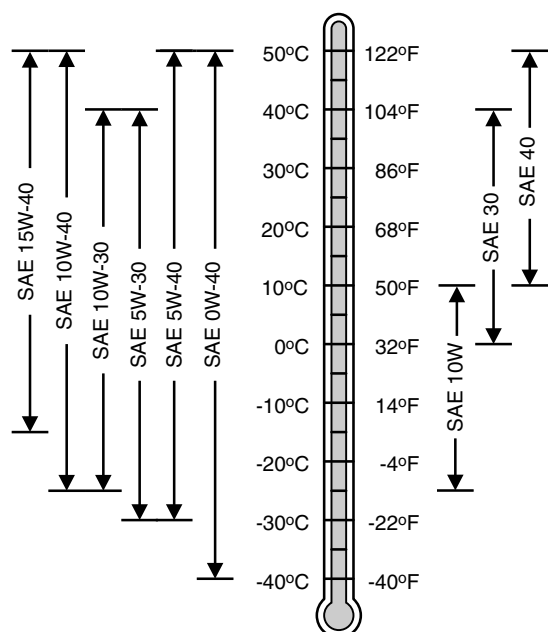 50ºC 122ºF
40ºC 104ºF
30ºC 86ºF
20ºC 68ºF
10ºC 50ºF
0ºC 32ºF
-10ºC 14ºF
-20ºC -4ºF
-30ºC -22ºF
-40ºC -40ºF
SAE 15W-40
SAE 10W-40
SAE 10W-30
SAE 5W-30
SAE 5W-40
SAE 0W-40
SAE 10W
SAE 30
SAE 40